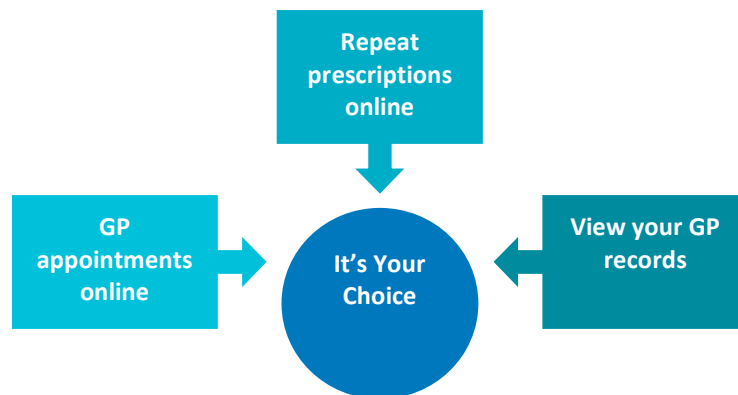 Repeat
prescriptions
online
GP
appointments
online
It’s Your
Choice
View your GP
records